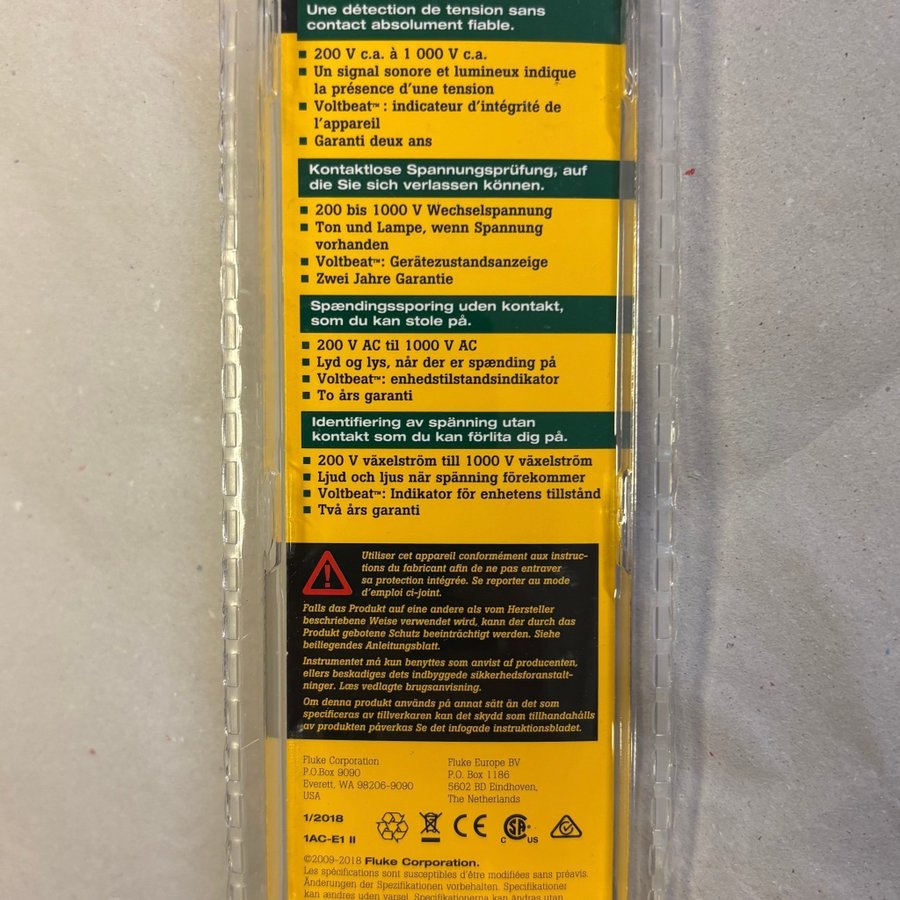 Une détection de tension sans
contact absolument fiable.
200 V c.a. à 1 000 V c.a.
Un signal sonore et lumineux indique
la présence d'une tension
Voltbeat™ : indicateur d'intégrité de
l'appareil
Garanti deux ans
Kontaktlose Spannungsprüfung, auf
die Sie sich verlassen können.
200 bis 1000 V Wechselspannung
Ton und Lampe, wenn Spannung
vorhanden
Voltbeat™: Gerätezustandsanzeige
Zwei Jahre Garantie
Spændingssporing uden kontakt,
som du kan stole på.
200 V AC til 1000 V AC
Lyd og lys, når der er spænding på
Voltbeat™: enhedstilstandsindikator
To års garanti
Identifiering av spänning utan
kontakt som du kan förlita dig på.
200 V växelström till 1000 V växelström
Ljud och ljus när spänning förekommer
Voltbeat™: Indikator för enhetens tillstånd
Två års garanti
Utiliser cet appareil conformément aux instruc-
tions du fabricant afin de ne pas entraver
sa protection intégrée. Se reporter au mode
d'emploi ci-joint.
Falls das Produkt auf eine andere als vom Hersteller
beschriebene Weise verwendet wird, kann der durch das
Produkt gebotene Schutz beeinträchtigt werden. Siehe
beiliegendes Anleitungsblatt.
Instrumentet må kun benyttes som anvist af producenten,
ellers beskadiges dets indbyggede sikkerhedsforanstalt-
ninger. Læs vedlagte brugsanvisning.
Om denna produkt används på annat sätt än det som
specificeras av tillverkaren kan det skydd som tillhandahålls
av produkten påverkas Se det infogade instruktionsbladet.
Fluke Corporation
P.O.Box 9090
Everett, WA 98206-9090
USA
Fluke Europe BV
P.O. Box 1186
5602 BD Eindhoven,
The Netherlands
1/2018
1AC-E1 II
CE
C SA US
©2009-2018 Fluke Corporation.
Les spécifications sont susceptibles d'être modifiées sans préavis.
Änderungen der Spezifikationen vorbehalten. Specifikationer
kan ændres uden varsel. Specifikationerna kan Ändras utan